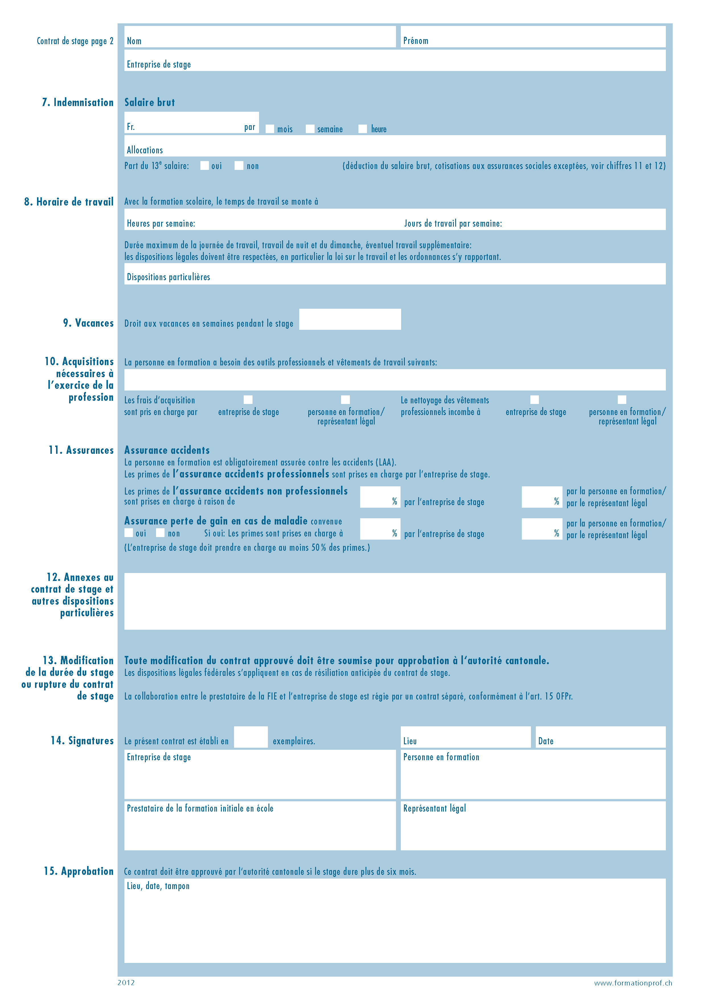 Contrat de stage page 2
Nom
Prénom
Entreprise de stage
7. Indemnisation
Salaire brut
Fr. par mois semaine heure
Allocations
Part du 13e salaire: oui non (déduction du salaire brut, cotisations aux assurances sociales exceptées, voir chiffres 11 et 12)
8. Horaire de travail
Avec la formation scolaire, le temps de travail se monte à
Heures par semaine: Jours de travail par semaine:
Durée maximum de la journée de travail, travail de nuit et du dimanche, éventuel travail supplémentaire:
les dispositions légales doivent être respectées, en particulier la loi sur le travail et les ordonnances s’y rapportant.
Dispositions particulières
9. Vacances
Droit aux vacances en semaines pendant le stage
10. Acquisitions
nécessaires à
l’exercice de la
profession
La personne en formation a besoin des outils professionnels et vêtements de travail suivants:
Les frais d’acquisition
sont pris en charge par
entreprise de stage
personne en formation/
représentant légal
Le nettoyage des vêtements
professionnels incombe à
entreprise de stage
personne en formation/
représentant légal
11. Assurances
Assurance accidents
La personne en formation est obligatoirement assurée contre les accidents (LAA).
Les primes de l’assurance accidents professionnels sont prises en charge par l’entreprise de stage.
Les primes de l’assurance accidents non professionnels
sont prises en charge à raison de
% par l‘entreprise de stage
%
par la personne en formation/
par le représentant légal
Assurance perte de gain en cas de maladie convenue
oui non Si oui: Les primes sont prises en charge à
% par l‘entreprise de stage
%
par la personne en formation/
par le représentant légal
(L’entreprise de stage doit prendre en charge au moins 50% des primes.)
12. Annexes au
contrat de stage et
autres dispositions
particulières
13. Modification
de la durée du stage
ou rupture du contrat
de stage
Toute modification du contrat approuvé doit être soumise pour approbation à l‘autorité cantonale.
Les dispositions légales fédérales s’appliquent en cas de résiliation anticipée du contrat de stage.
La collaboration entre le prestataire de la FIE et l’entreprise de stage est régie par un contrat séparé, conformément à l’art. 15 OFPr.
14. Signatures
Le présent contrat est établi en exemplaires.
Lieu
Date
Entreprise de stage
Personne en formation
Prestataire de la formation initiale en école
Représentant légal
15. Approbation
Ce contrat doit être approuvé par l‘autorité cantonale si le stage dure plus de six mois.
Lieu, date, tampon
2012
www.formationprof.ch